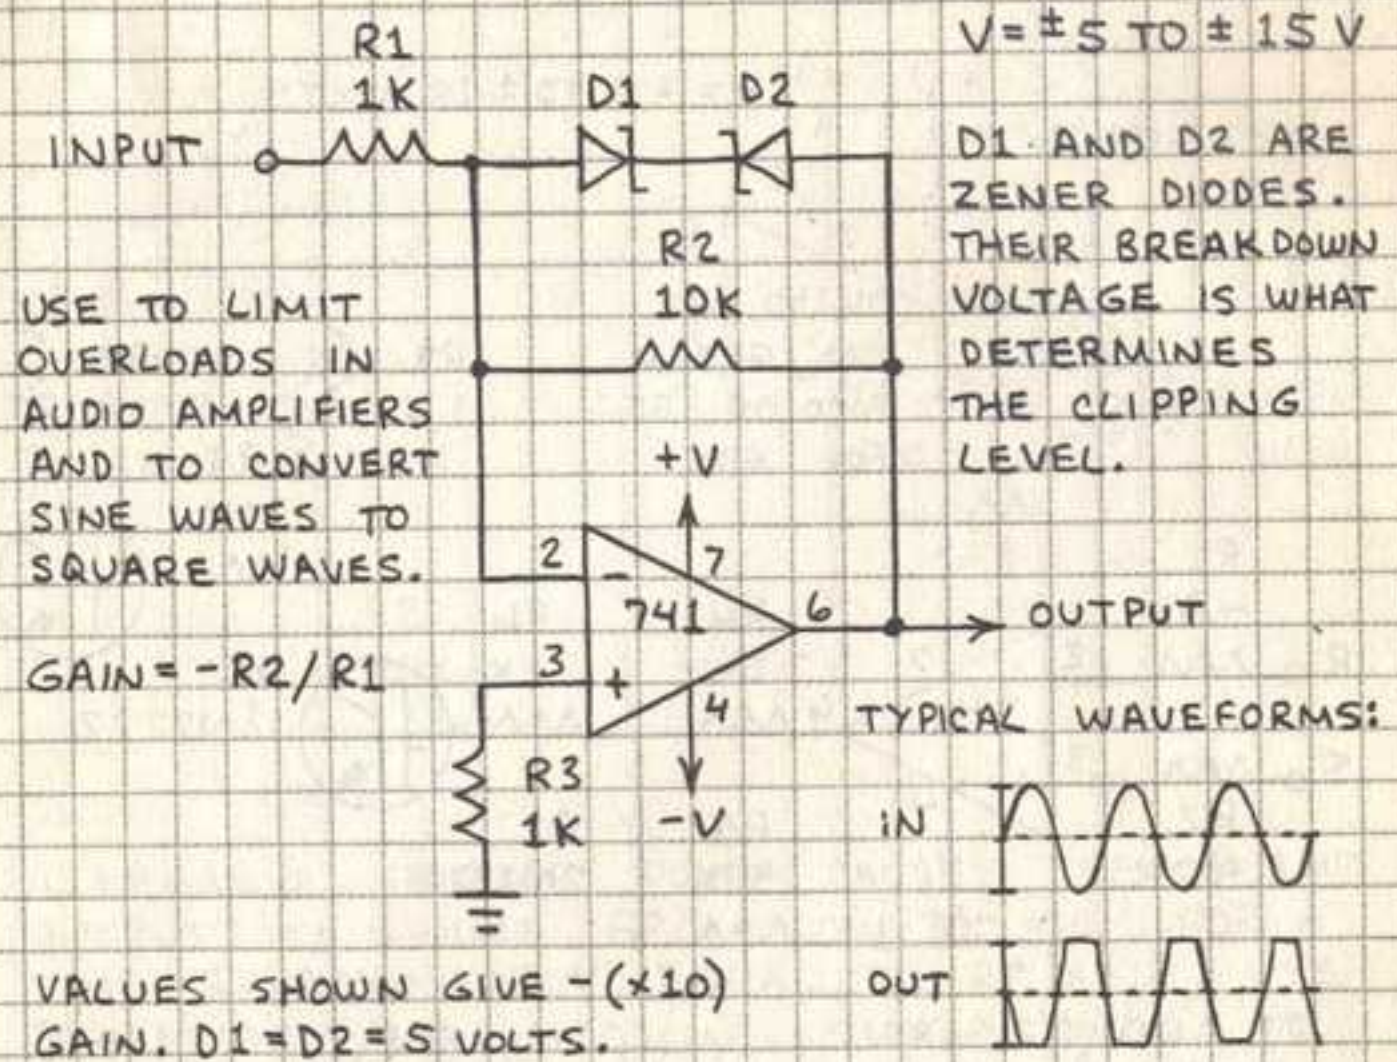 V = ±5 TO ± 15 V
R1
1K
D1 D2
INPUT
D1 AND D2 ARE
ZENER DIODES.
THEIR BREAKDOWN
VOLTAGE IS WHAT
DETERMINES
THE CLIPPING
LEVEL.
R2
10K
USE TO LIMIT
OVERLOADS IN
AUDIO AMPLIFIERS
AND TO CONVERT
SINE WAVES TO
SQUARE WAVES.
+V
2
-
7
741
6
OUTPUT
3
+
4
GAIN = -R2/R1
R3
1K
-V
TYPICAL WAVEFORMS:
iN
OUT
VALUES SHOWN GIVE -(×10)
GAIN. D1 = D2 = 5 VOLTS.